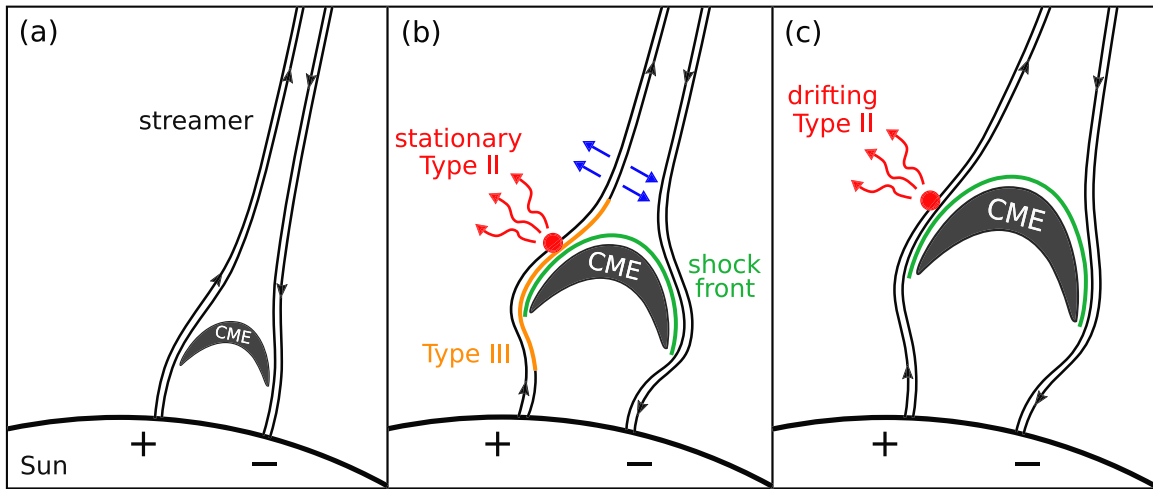 (a)
streamer
CME
+
−
Sun
(b)
stationary
Type II
CME
shock
front
Type III
+
−
(c)
drifting
Type II
CME
+
−